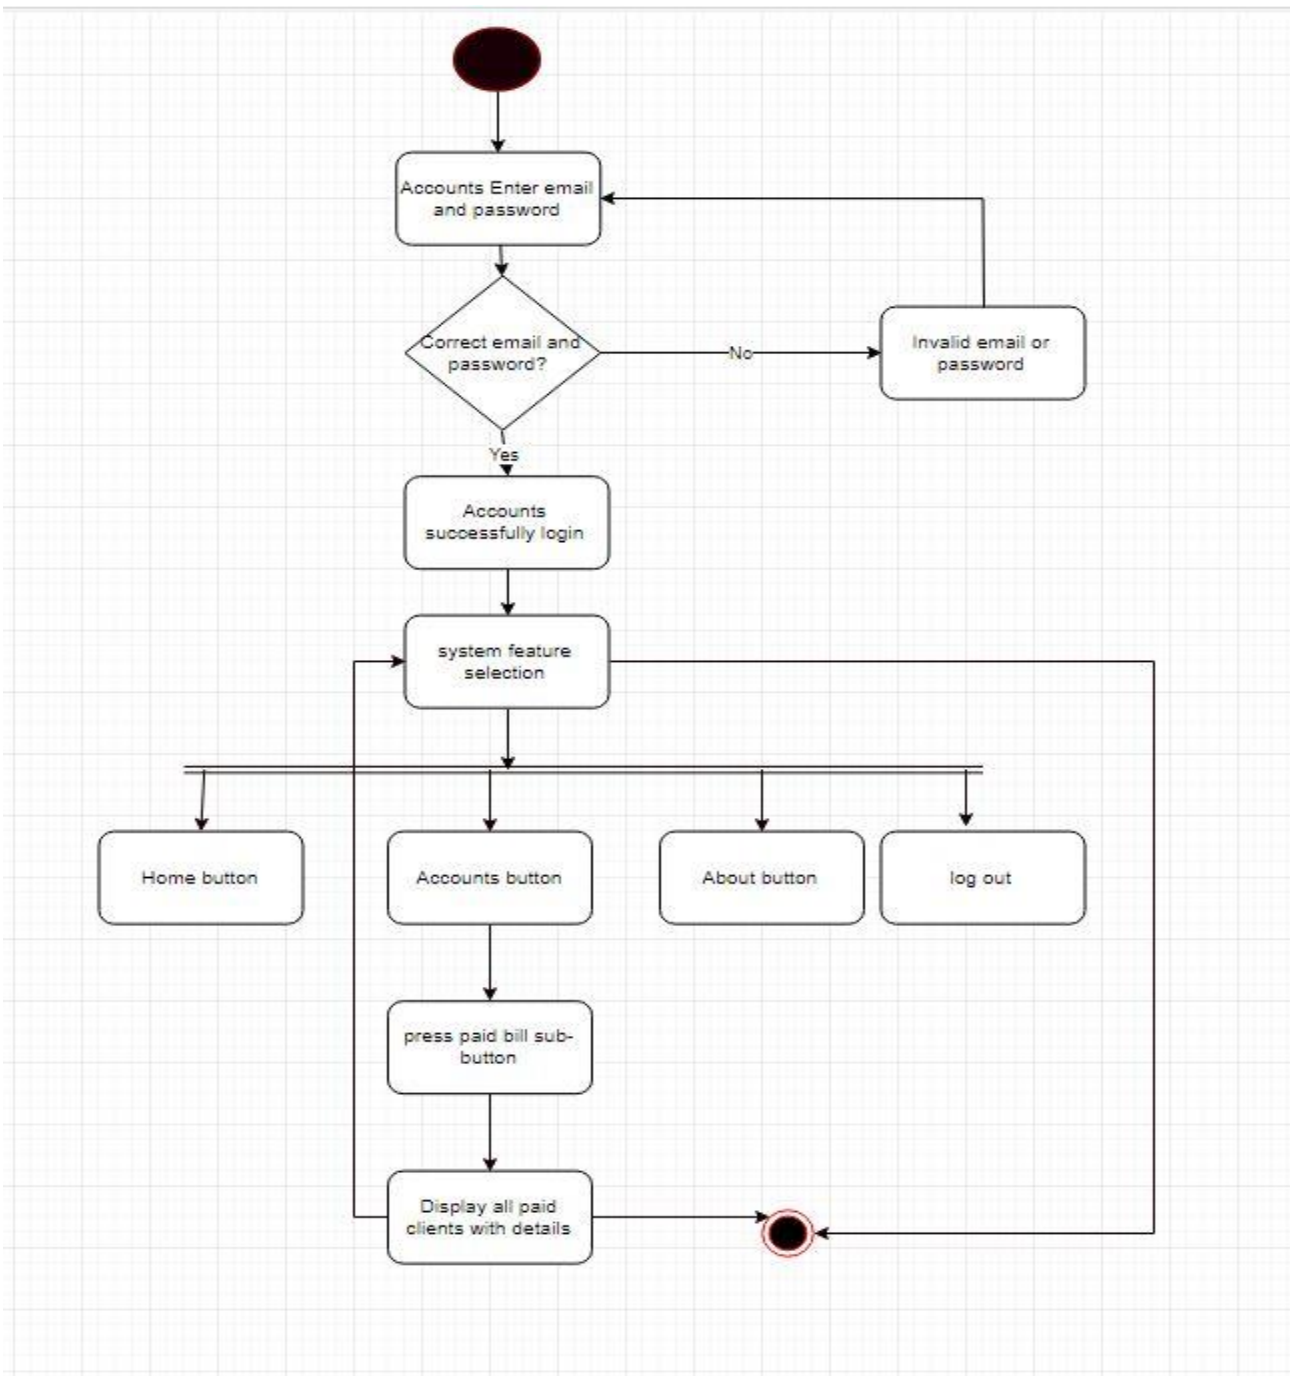 Accounts Enter email
and password
Correct email and
password?
No
Invalid email or
password
Yes
Accounts
successfully login
system feature
selection
Home button
Accounts button
About button
log out
press paid bill sub-
button
Display all paid
clients with details